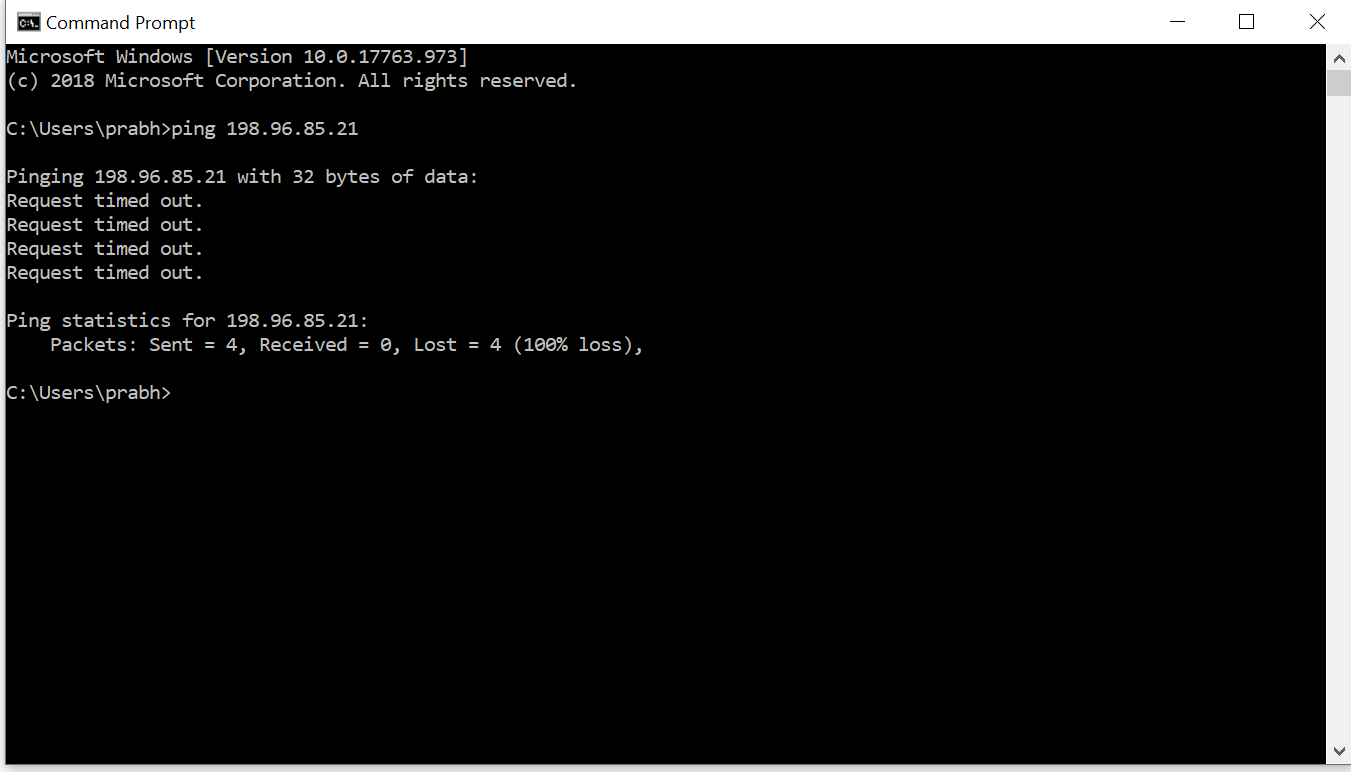 Command Prompt
Microsoft Windows [Version 10.0.17763.973]
(c) 2018 Microsoft Corporation. All rights reserved.
C:\Users\prabh>ping 198.96.85.21
Pinging 198.96.85.21 with 32 bytes of data:
Request timed out.
Request timed out.
Request timed out.
Request timed out.
Ping statistics for 198.96.85.21:
    Packets: Sent = 4, Received = 0, Lost = 4 (100% loss),
C:\Users\prabh>